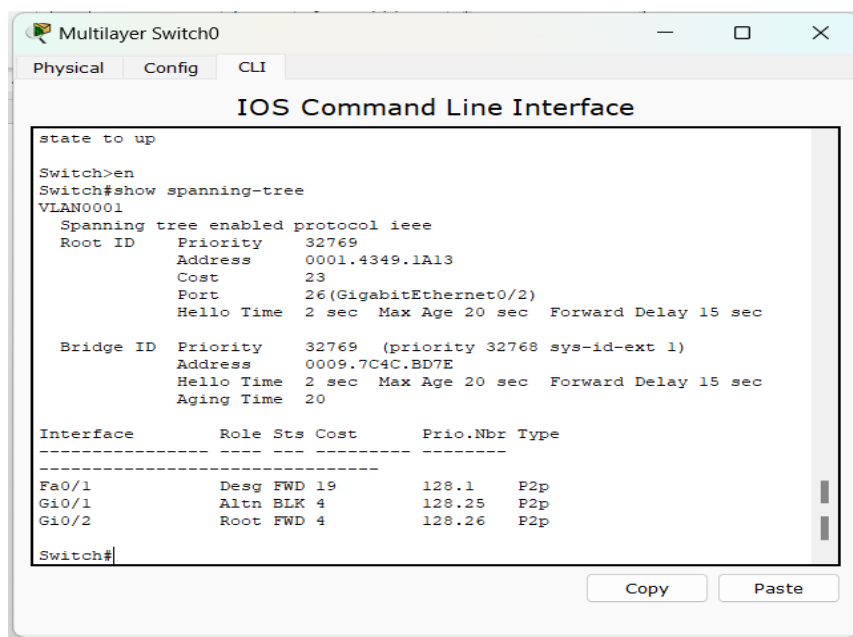 Multilayer Switch0
Physical Config CLI
IOS Command Line Interface
state to up
Switch>en
Switch#show spanning-tree
VLAN0001
  Spanning tree enabled protocol ieee
  Root ID    Priority    32769
             Address     0001.4349.1A13
             Cost        23
             Port        26(GigabitEthernet0/2)
             Hello Time  2 sec  Max Age 20 sec  Forward Delay 15 sec
  Bridge ID  Priority    32769  (priority 32768 sys-id-ext 1)
             Address     0009.7C4C.BD7E
             Hello Time  2 sec  Max Age 20 sec  Forward Delay 15 sec
             Aging Time  20
Interface        Role Sts Cost      Prio.Nbr Type
---------------- ---- --- --------- --------
--------------------------------
Fa0/1            Desg FWD 19        128.1    P2p
Gi0/1            Altn BLK 4         128.25   P2p
Gi0/2            Root FWD 4         128.26   P2p
Switch#
Copy Paste